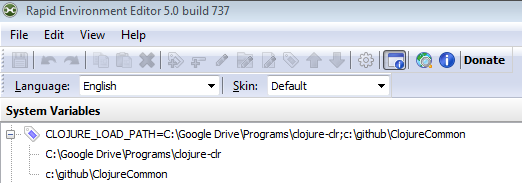 Rapid Environment Editor 5.0 build 737
File Edit View Help
Donate
Language: English Skin: Default
System Variables
CLOJURE_LOAD_PATH=C:\Google Drive\Programs\clojure-clr;c:\github\ClojureCommon
C:\Google Drive\Programs\clojure-clr
c:\github\ClojureCommon